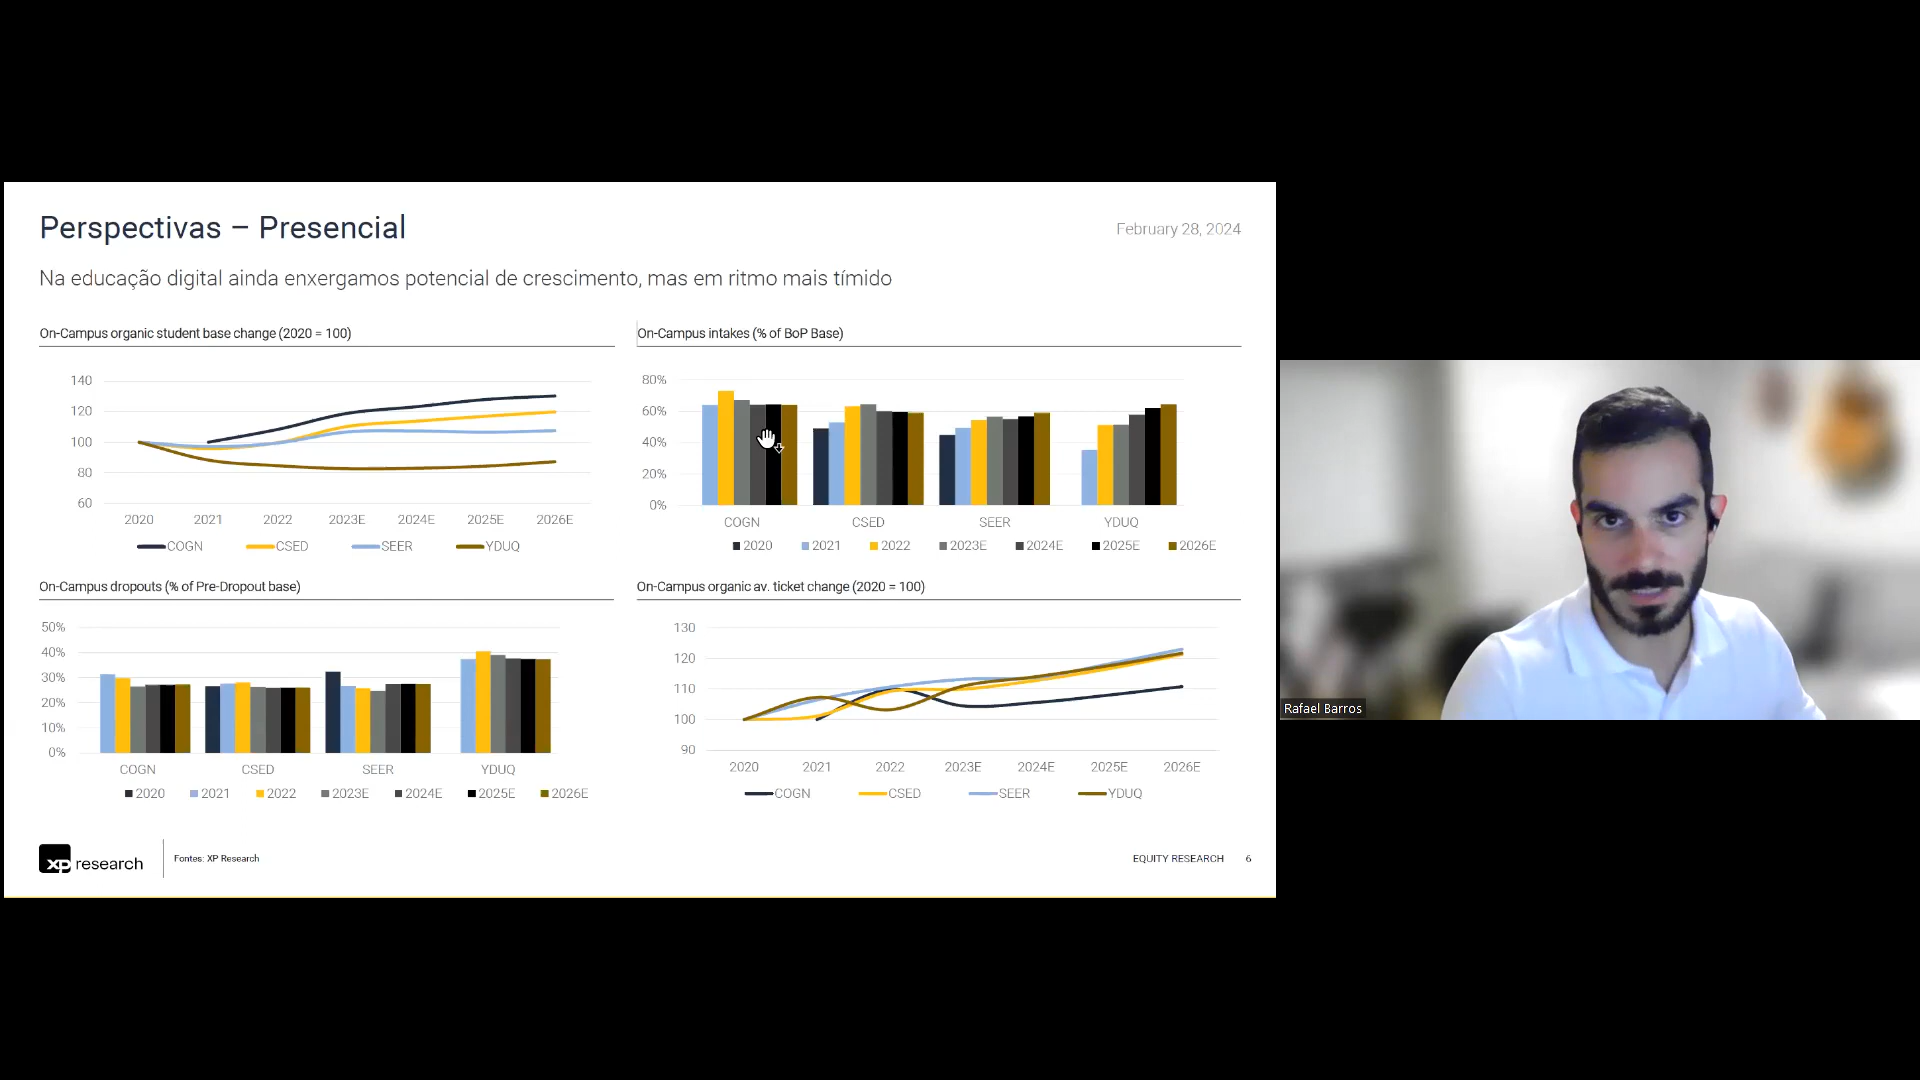 Perspectivas – Presencial
February 28, 2024
Na educação digital ainda enxergamos potencial de crescimento, mas em ritmo mais tímido
On-Campus organic student base change (2020 = 100)
140
120
100
80
60
2020 2021 2022 2023E 2024E 2025E 2026E
COGN CSED SEER YDUQ
On-Campus intakes (% of BoP Base)
80%
60%
40%
20%
0%
COGN CSED SEER YDUQ
2020 2021 2022 2023E 2024E 2025E 2026E
On-Campus dropouts (% of Pre-Dropout base)
50%
40%
30%
20%
10%
0%
COGN CSED SEER YDUQ
2020 2021 2022 2023E 2024E 2025E 2026E
On-Campus organic av. ticket change (2020 = 100)
130
120
110
100
90
2020 2021 2022 2023E 2024E 2025E 2026E
COGN CSED SEER YDUQ
xp research
Fontes: XP Research
EQUITY RESEARCH 6
Rafael Barros